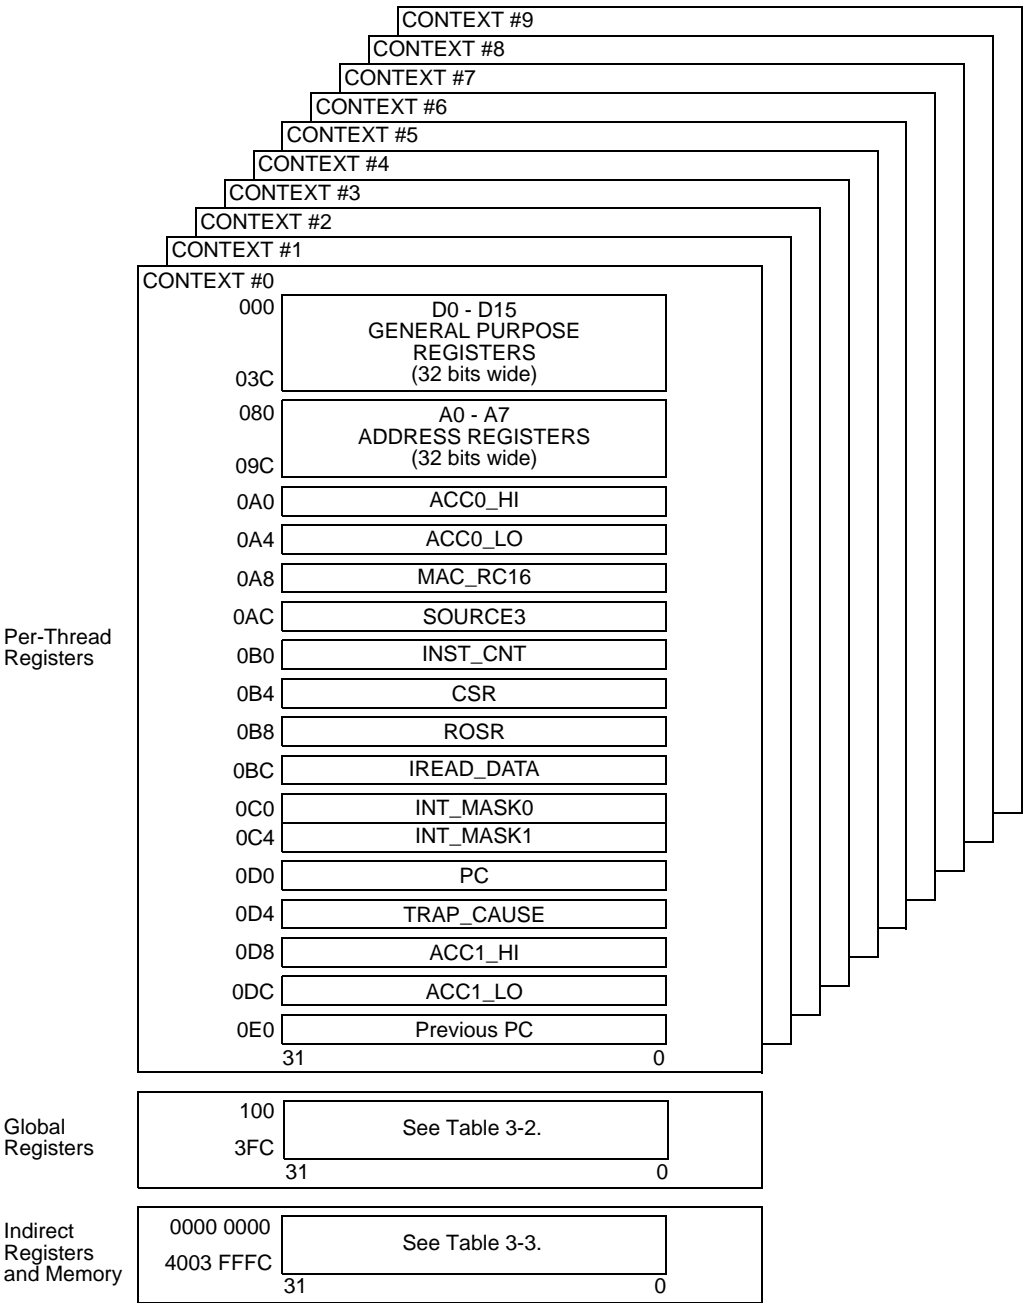 CONTEXT #9
CONTEXT #8
CONTEXT #7
CONTEXT #6
CONTEXT #5
CONTEXT #4
CONTEXT #3
CONTEXT #2
CONTEXT #1
CONTEXT #0
000
D0 - D15
GENERAL PURPOSE
REGISTERS
(32 bits wide)
03C
080
A0 - A7
ADDRESS REGISTERS
(32 bits wide)
09C
0A0 ACC0_HI
0A4 ACC0_LO
0A8 MAC_RC16
0AC SOURCE3
Per-Thread
Registers
0B0 INST_CNT
0B4 CSR
0B8 ROSR
0BC IREAD_DATA
0C0 INT_MASK0
0C4 INT_MASK1
0D0 PC
0D4 TRAP_CAUSE
0D8 ACC1_HI
0DC ACC1_LO
0E0 Previous PC
31 0
Global
Registers
100
3FC
See Table 3-2.
31 0
Indirect
Registers
and Memory
0000 0000
4003 FFFC
See Table 3-3.
31 0